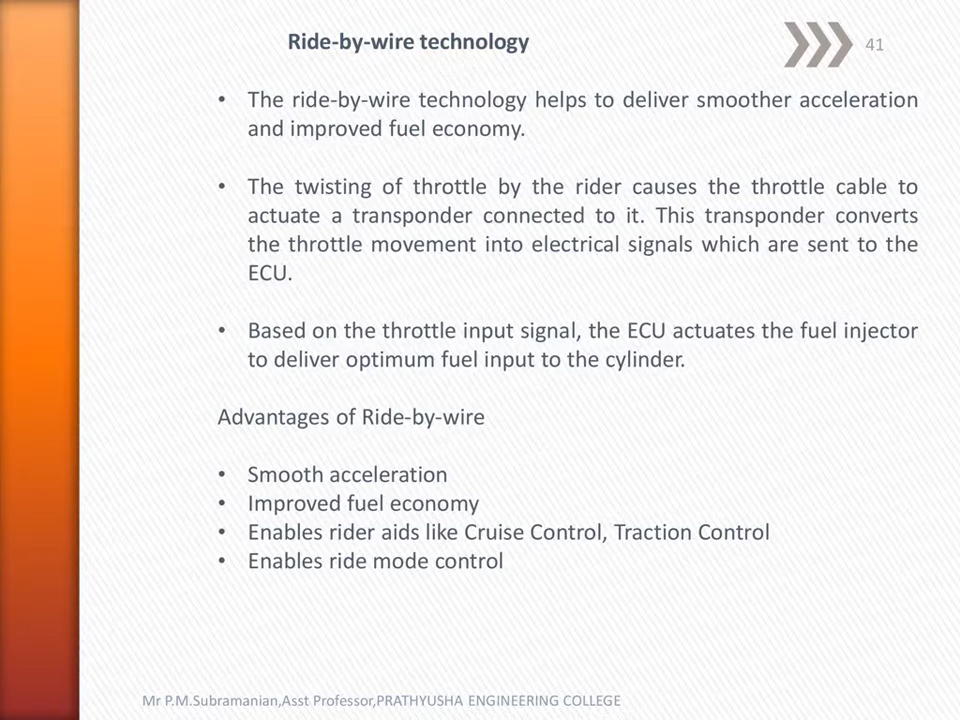 Ride-by-wire technology
41
• The ride-by-wire technology helps to deliver smoother acceleration
and improved fuel economy.
• The twisting of throttle by the rider causes the throttle cable to
actuate a transponder connected to it. This transponder converts
the throttle movement into electrical signals which are sent to the
ECU.
• Based on the throttle input signal, the ECU actuates the fuel injector
to deliver optimum fuel input to the cylinder.
Advantages of Ride-by-wire
• Smooth acceleration
• Improved fuel economy
• Enables rider aids like Cruise Control, Traction Control
• Enables ride mode control
Mr P.M.Subramanian,Asst Professor,PRATHYUSHA ENGINEERING COLLEGE